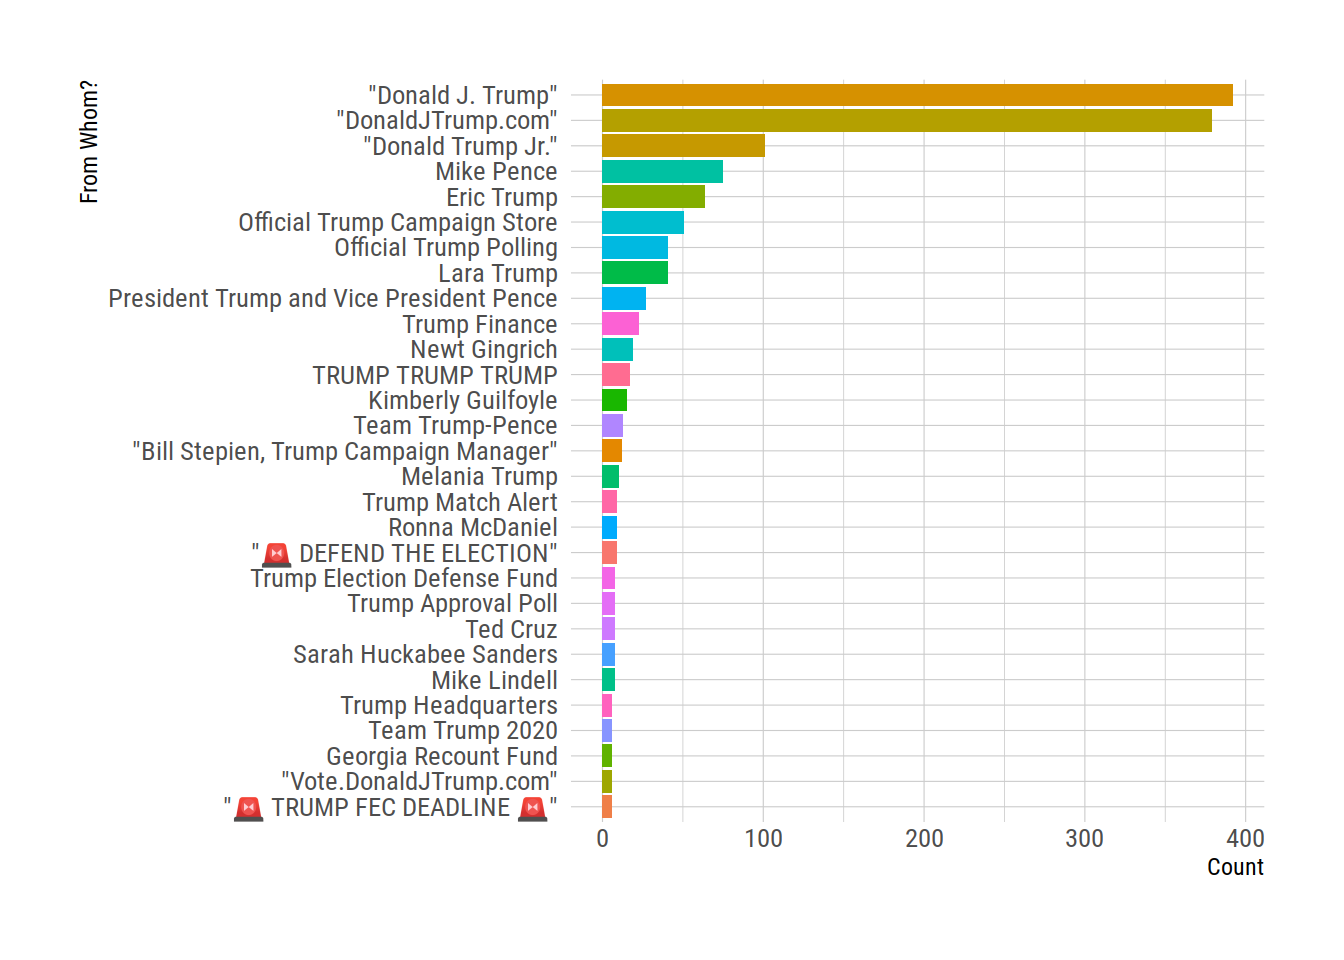 From Whom?
"Donald J. Trump"
"DonaldJTrump.com"
"Donald Trump Jr."
Mike Pence
Eric Trump
Official Trump Campaign Store
Official Trump Polling
Lara Trump
President Trump and Vice President Pence
Trump Finance
Newt Gingrich
TRUMP TRUMP TRUMP
Kimberly Guilfoyle
Team Trump-Pence
"Bill Stepien, Trump Campaign Manager"
Melania Trump
Trump Match Alert
Ronna McDaniel
"🚨 DEFEND THE ELECTION"
Trump Election Defense Fund
Trump Approval Poll
Ted Cruz
Sarah Huckabee Sanders
Mike Lindell
Trump Headquarters
Team Trump 2020
Georgia Recount Fund
"Vote.DonaldJTrump.com"
"🚨 TRUMP FEC DEADLINE 🚨"
0 100 200 300 400
Count